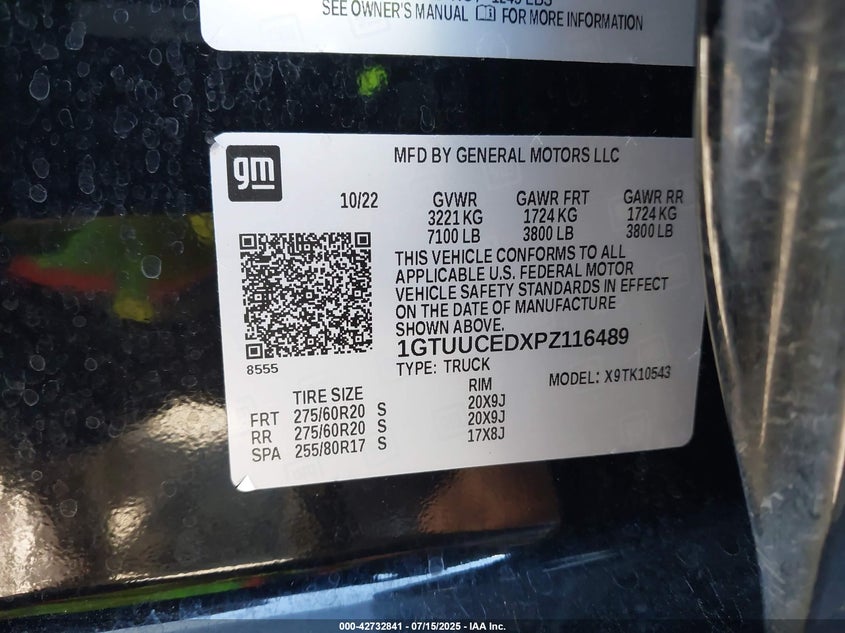 1243 LBS
SEE OWNER'S MANUAL FOR MORE INFORMATION
gm
MFD BY GENERAL MOTORS LLC
10/22 GVWR GAWR FRT GAWR RR
3221 KG 1724 KG 1724 KG
7100 LB 3800 LB 3800 LB
THIS VEHICLE CONFORMS TO ALL
APPLICABLE U.S. FEDERAL MOTOR
VEHICLE SAFETY STANDARDS IN EFFECT
ON THE DATE OF MANUFACTURE
SHOWN ABOVE.
1GTUUCEDXPZ116489
8555
TYPE: TRUCK
MODEL: X9TK10543
TIRE SIZE RIM
FRT 275/60R20 S 20X9J
RR 275/60R20 S 20X9J
SPA 255/80R17 S 17X8J
000-42732841 - 07/15/2025 - IAA Inc.